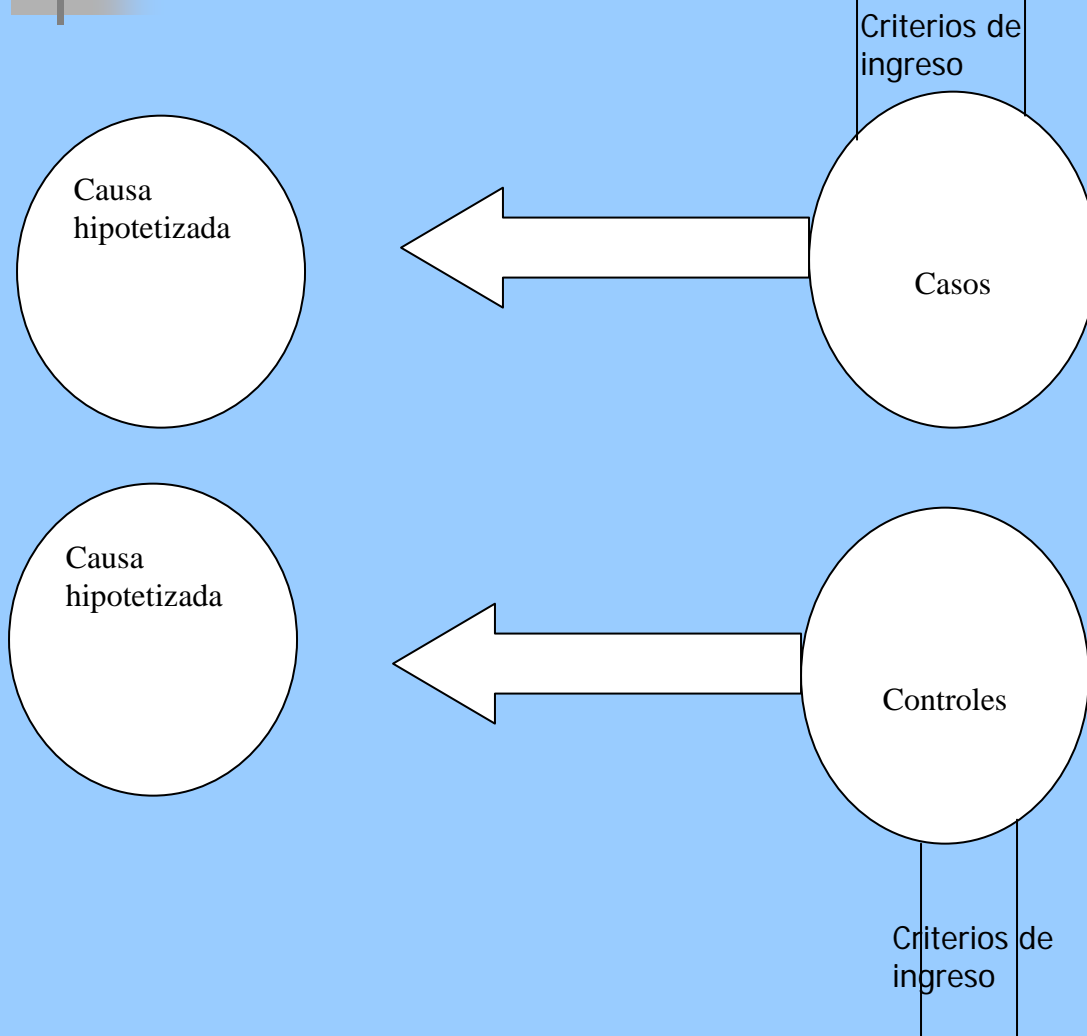 Criterios de
ingreso
Causa
hipotetizada
Casos
Causa
hipotetizada
Controles
Criterios de
ingreso